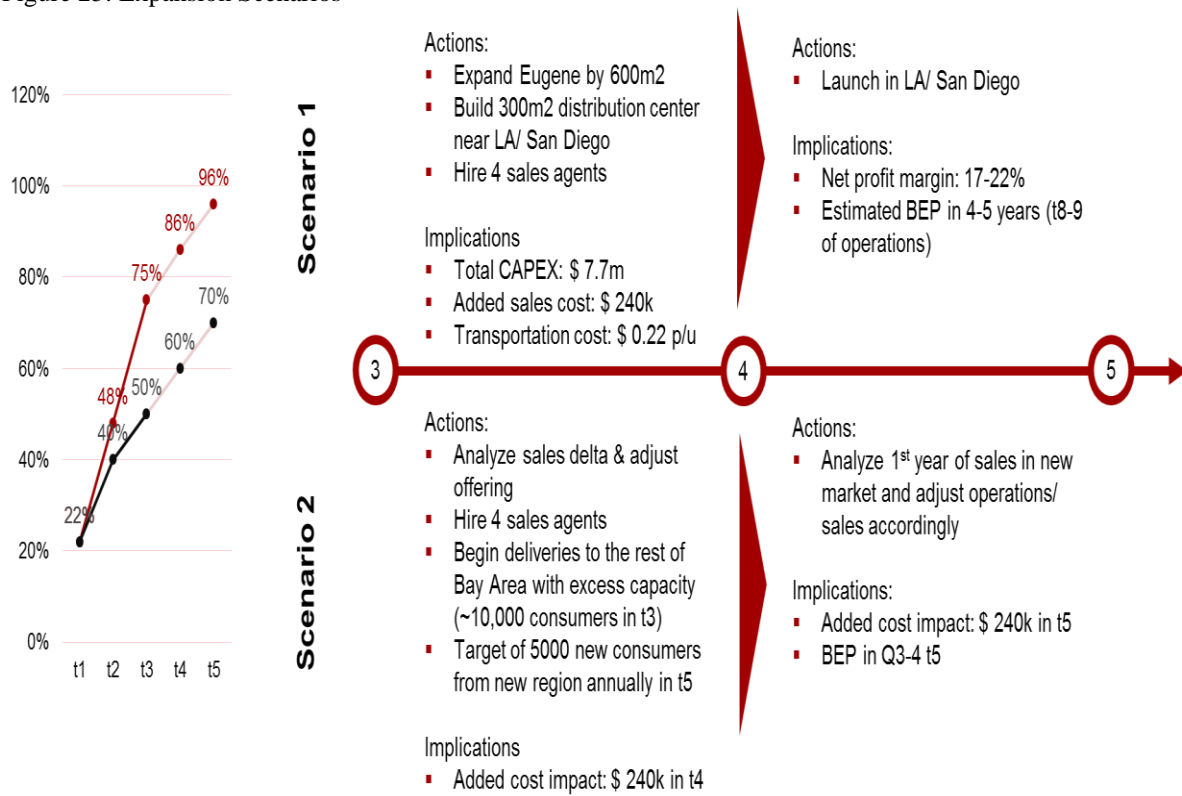 120%
100%
80%
60%
40%
20%
0%
96%
86%
75%
70%
60%
48%
50%
40%
22%
t1 t2 t3 t4 t5
Scenario 1
Actions:
▪ Expand Eugene by 600m2
▪ Build 300m2 distribution center
near LA/ San Diego
▪ Hire 4 sales agents
Implications
▪ Total CAPEX: $ 7.7m
▪ Added sales cost: $ 240k
▪ Transportation cost: $ 0.22 p/u
Actions:
▪ Launch in LA/ San Diego
Implications:
▪ Net profit margin: 17-22%
▪ Estimated BEP in 4-5 years (t8-9
of operations)
3
4
5
Scenario 2
Actions:
▪ Analyze sales delta & adjust
offering
▪ Hire 4 sales agents
▪ Begin deliveries to the rest of
Bay Area with excess capacity
(~10,000 consumers in t3)
▪ Target of 5000 new consumers
from new region annually in t5
Implications
▪ Added cost impact: $ 240k in t4
Actions:
▪ Analyze 1st year of sales in new
market and adjust operations/
sales accordingly
Implications:
▪ Added cost impact: $ 240k in t5
▪ BEP in Q3-4 t5